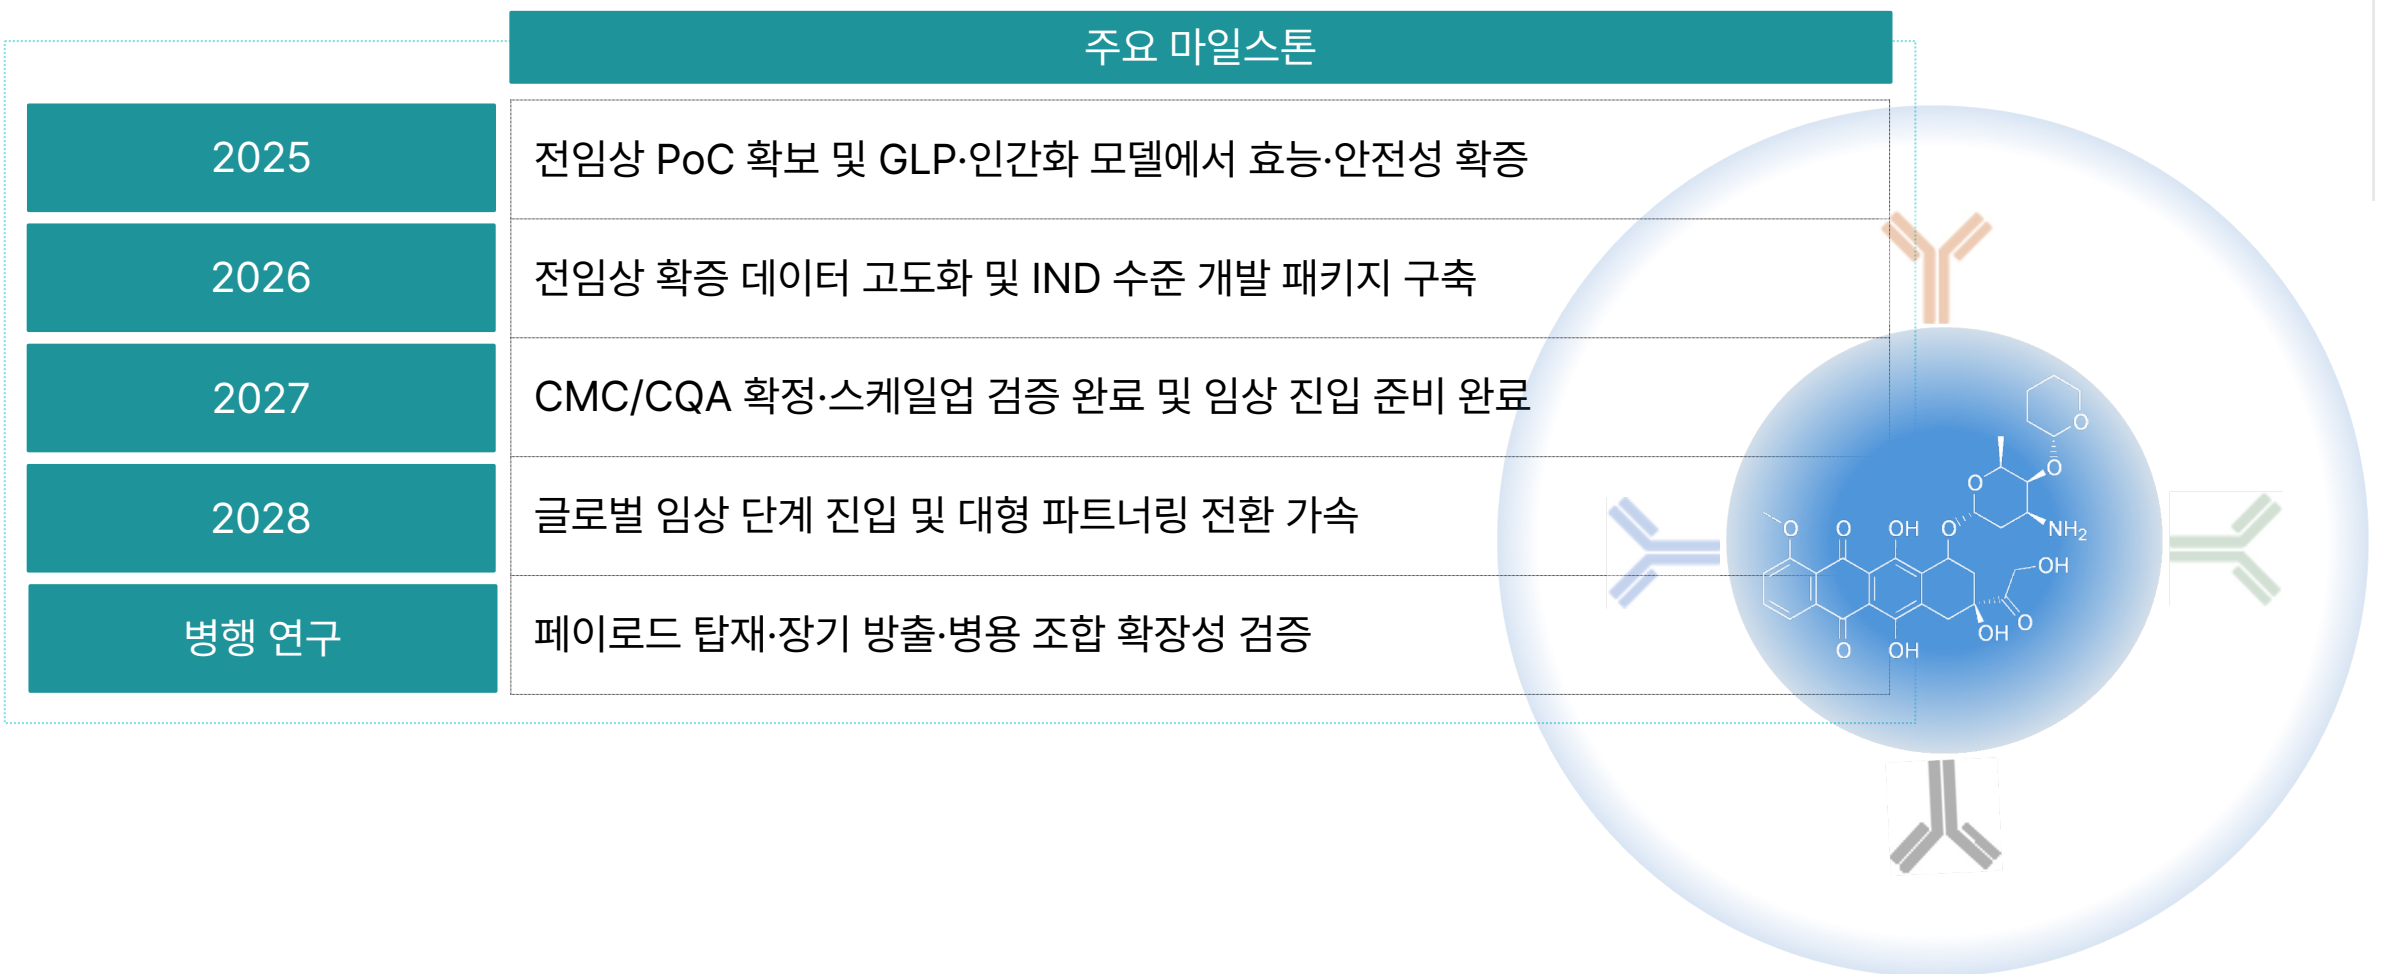 주요 마일스톤
2025
전임상 PoC 확보 및 GLP·인간화 모델에서 효능·안전성 확증
2026
전임상 확증 데이터 고도화 및 IND 수준 개발 패키지 구축
2027
CMC/CQA 확정·스케일업 검증 완료 및 임상 진입 준비 완료
2028
글로벌 임상 단계 진입 및 대형 파트너링 전환 가속
병행 연구
페이로드 탑재·장기 방출·병용 조합 확장성 검증
O
O
O
O O OH O NH₂
OH
O
OH
O OH